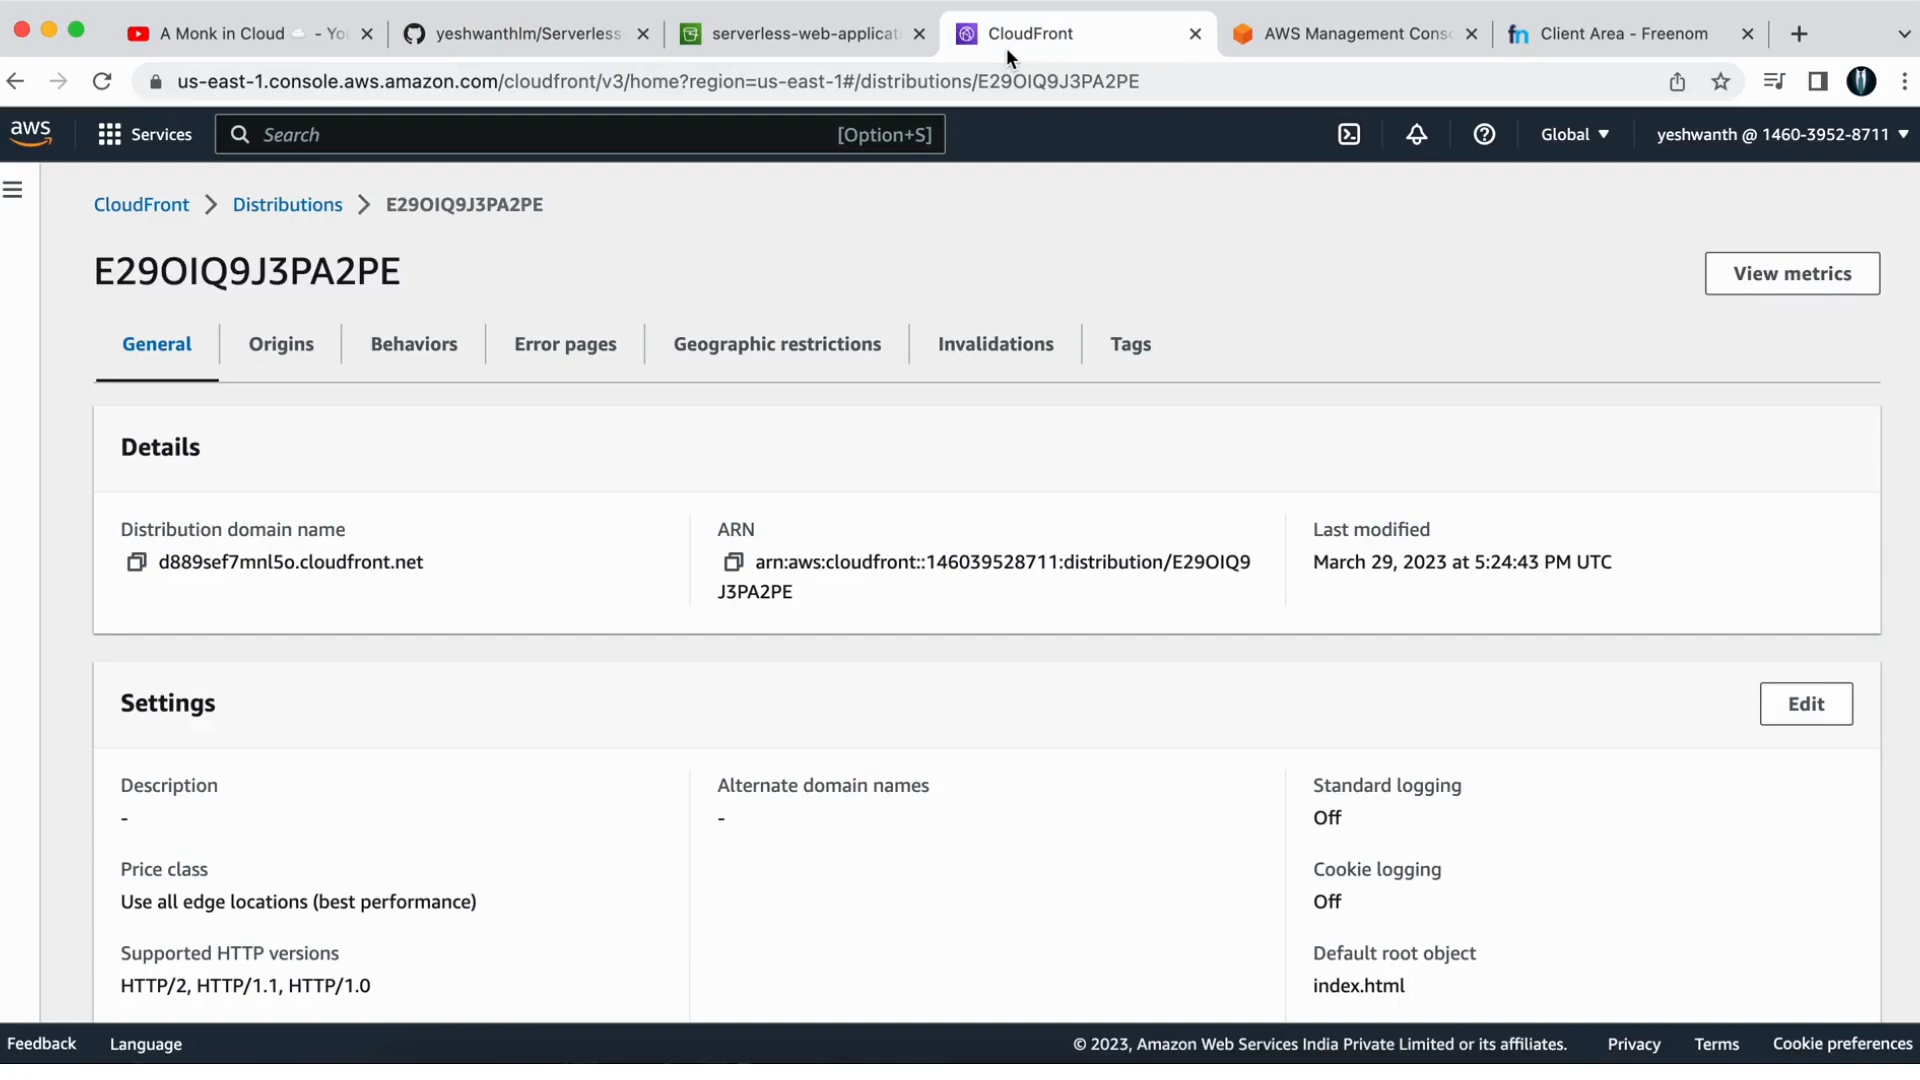 A Monk in Cloud ☁️ - You
yeshwanthlm/Serverless-
serverless-web-applicati
CloudFront
AWS Management Conso
fn
Client Area - Freenom
us-east-1.console.aws.amazon.com/cloudfront/v3/home?region=us-east-1#/distributions/E29OIQ9J3PA2PE
aws
Services
Search
[Option+S]
Global
yeshwanth @ 1460-3952-8711
CloudFront
Distributions
E29OIQ9J3PA2PE
E29OIQ9J3PA2PE
View metrics
General
Origins
Behaviors
Error pages
Geographic restrictions
Invalidations
Tags
Details
Distribution domain name
d889sef7mnl5o.cloudfront.net
ARN
arn:aws:cloudfront::146039528711:distribution/E29OIQ9
J3PA2PE
Last modified
March 29, 2023 at 5:24:43 PM UTC
Settings
Edit
Description
-
Price class
Use all edge locations (best performance)
Supported HTTP versions
HTTP/2, HTTP/1.1, HTTP/1.0
Alternate domain names
-
Standard logging
Off
Cookie logging
Off
Default root object
index.html
Feedback
Language
© 2023, Amazon Web Services India Private Limited or its affiliates.
Privacy
Terms
Cookie preferences